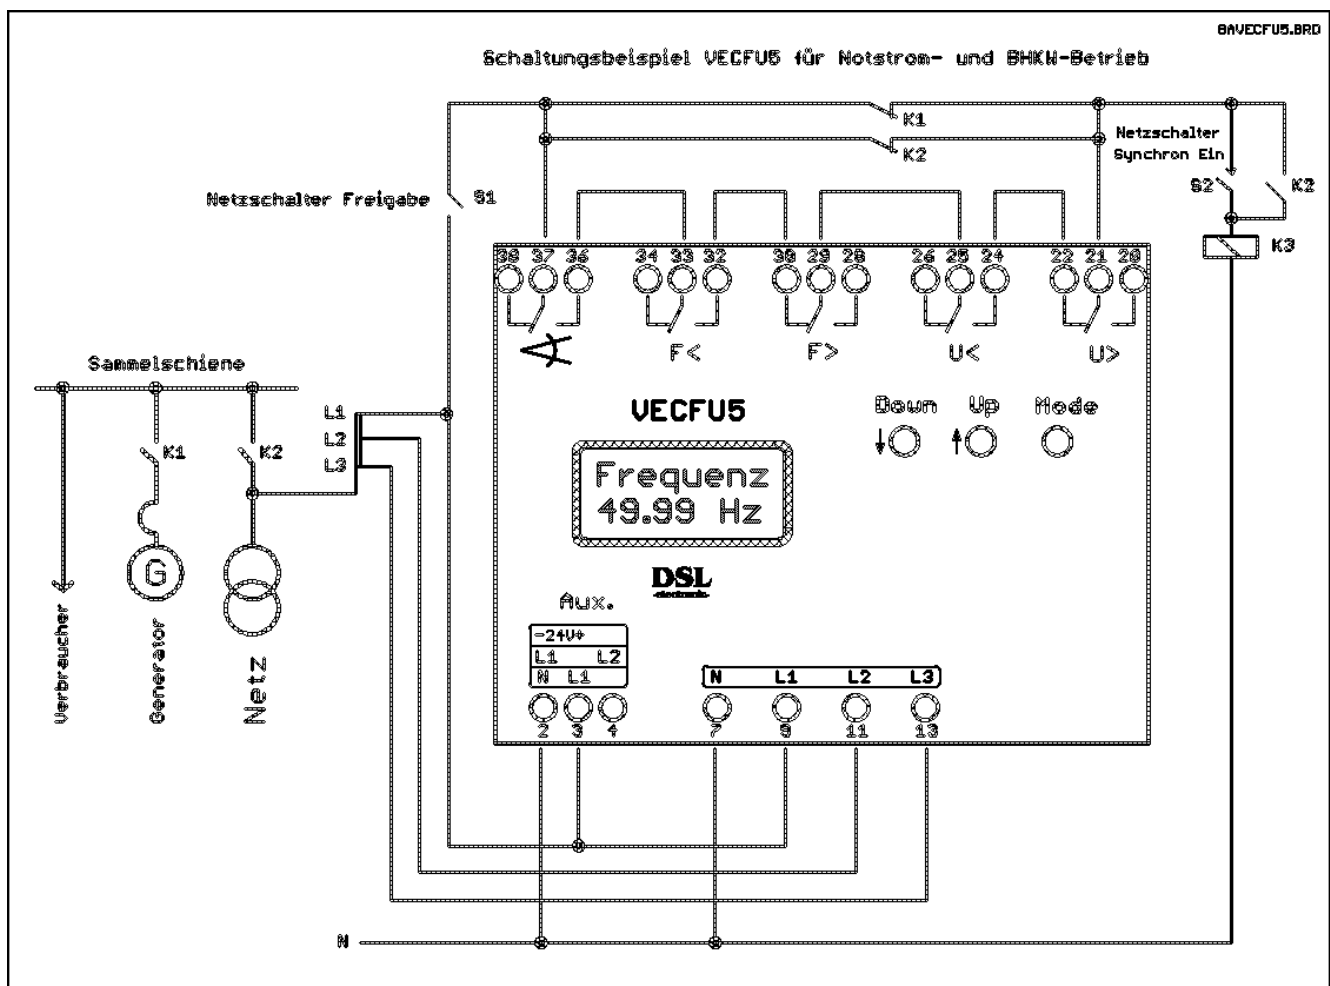 8AVECFU5.BRD
Schaltungsbeispiel VECFU5 für Notstrom- und BHKW-Betrieb
K1
K2
Netzschalter
Synchron Ein
Netzschalter Freigabe
S1
S2
K2
K3
38 37 36 34 33 32 30 29 28 26 25 24 22 21 20
F< F> U< U>
Sammelschiene
K1
K2
L1
L2
L3
VECFU5
Down Up Mode
Frequenz
49.99 Hz
DSL
electronic
G
Verbraucher
Generator
Netz
Aux.
-24V+
L1 L2
N L1
N L1 L2 L3
2 3 4 7 9 11 13
N